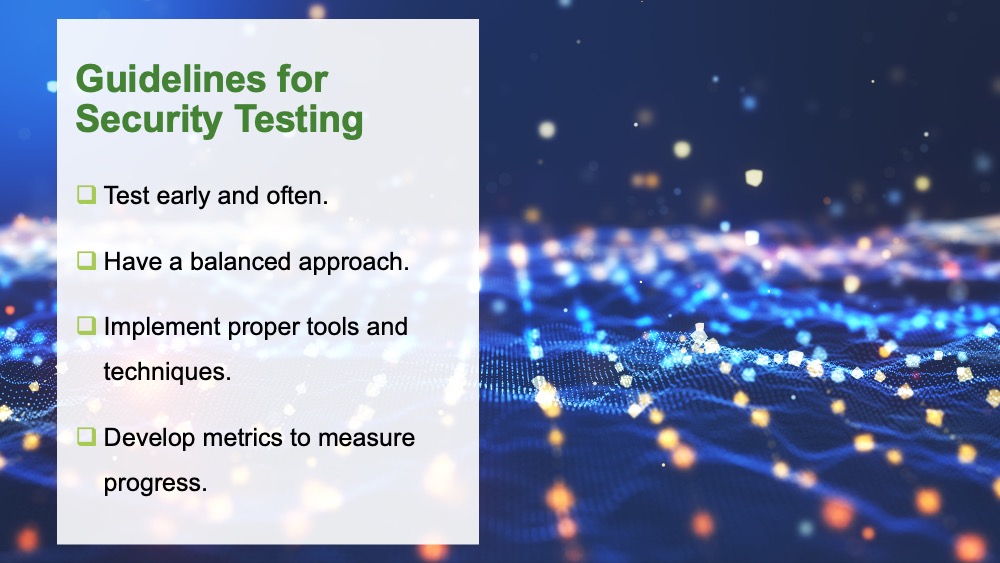 Guidelines for
Security Testing
Test early and often.
Have a balanced approach.
Implement proper tools and
techniques.
Develop metrics to measure
progress.